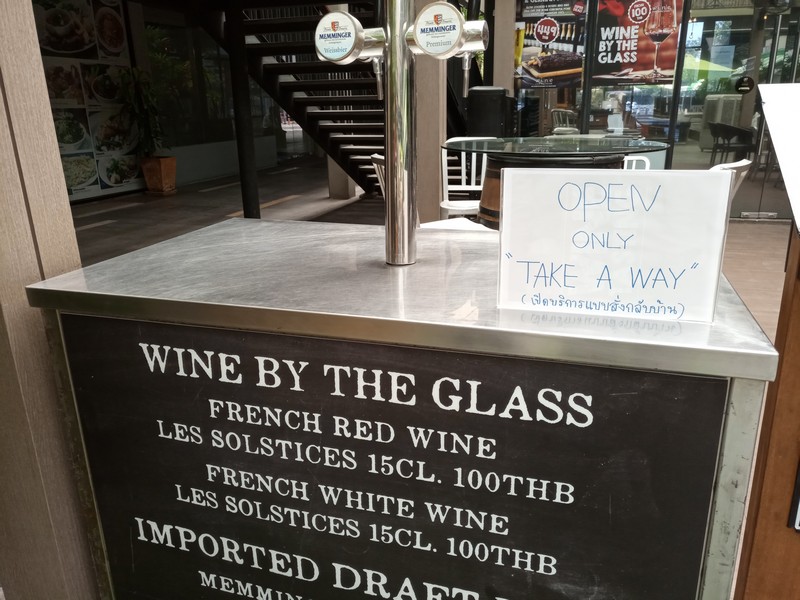 MEMMINGER
Weissbier
MEMMINGER
Premium
449
100
WINE
BY THE
GLASS
OPEN
ONLY
"TAKE A WAY"
(เปิดบริการแบบสั่งกลับบ้าน)
WINE BY THE GLASS
FRENCH RED WINE
LES SOLSTICES 15CL. 100THB
FRENCH WHITE WINE
LES SOLSTICES 15CL. 100THB
IMPORTED DRAFT